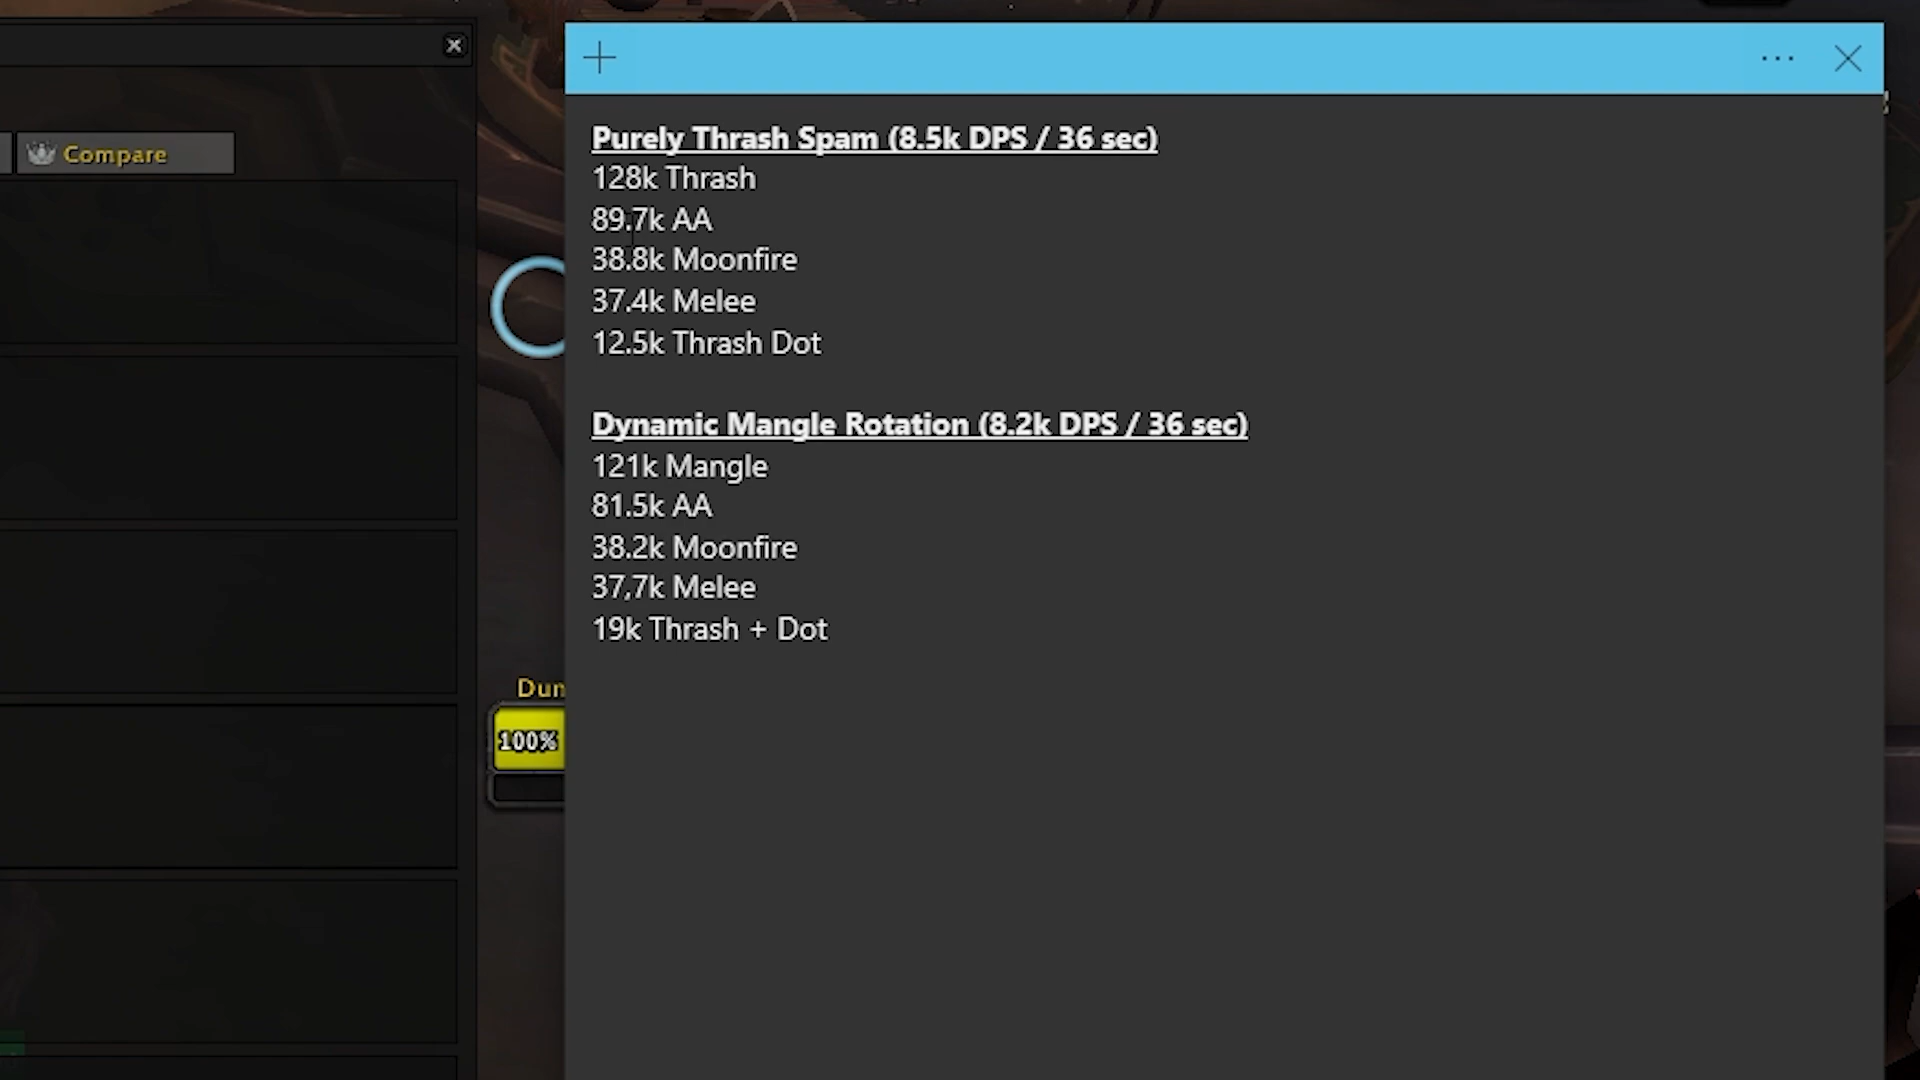 Compare
Purely Thrash Spam (8.5k DPS / 36 sec)
128k Thrash
89.7k AA
38.8k Moonfire
37.4k Melee
12.5k Thrash Dot
Dynamic Mangle Rotation (8.2k DPS / 36 sec)
121k Mangle
81.5k AA
38.2k Moonfire
37,7k Melee
19k Thrash + Dot
Dun
100%